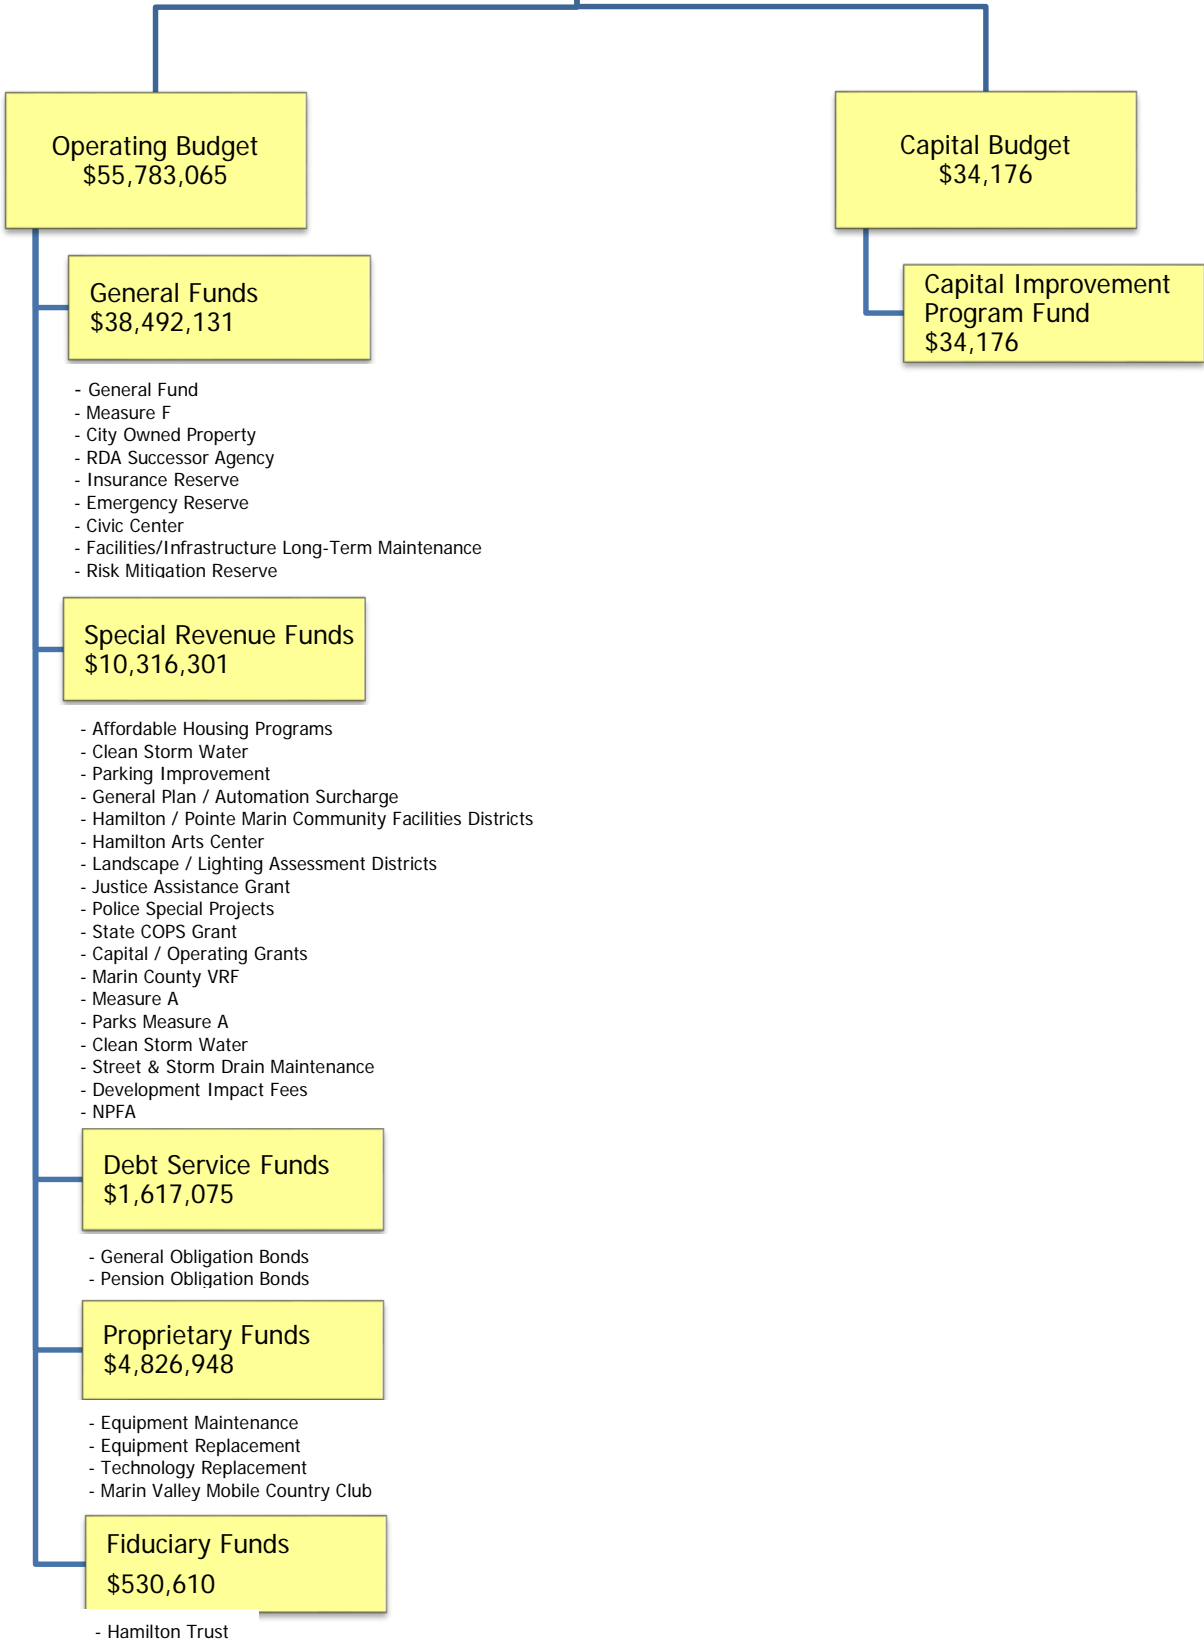 Operating Budget
$55,783,065
Capital Budget
$34,176
General Funds
$38,492,131
Capital Improvement
Program Fund
$34,176
- General Fund
- Measure F
- City Owned Property
- RDA Successor Agency
- Insurance Reserve
- Emergency Reserve
- Civic Center
- Facilities/Infrastructure Long-Term Maintenance
- Risk Mitigation Reserve
Special Revenue Funds
$10,316,301
- Affordable Housing Programs
- Clean Storm Water
- Parking Improvement
- General Plan / Automation Surcharge
- Hamilton / Pointe Marin Community Facilities Districts
- Hamilton Arts Center
- Landscape / Lighting Assessment Districts
- Justice Assistance Grant
- Police Special Projects
- State COPS Grant
- Capital / Operating Grants
- Marin County VRF
- Measure A
- Parks Measure A
- Clean Storm Water
- Street & Storm Drain Maintenance
- Development Impact Fees
- NPFA
Debt Service Funds
$1,617,075
- General Obligation Bonds
- Pension Obligation Bonds
Proprietary Funds
$4,826,948
- Equipment Maintenance
- Equipment Replacement
- Technology Replacement
- Marin Valley Mobile Country Club
Fiduciary Funds
$530,610
- Hamilton Trust